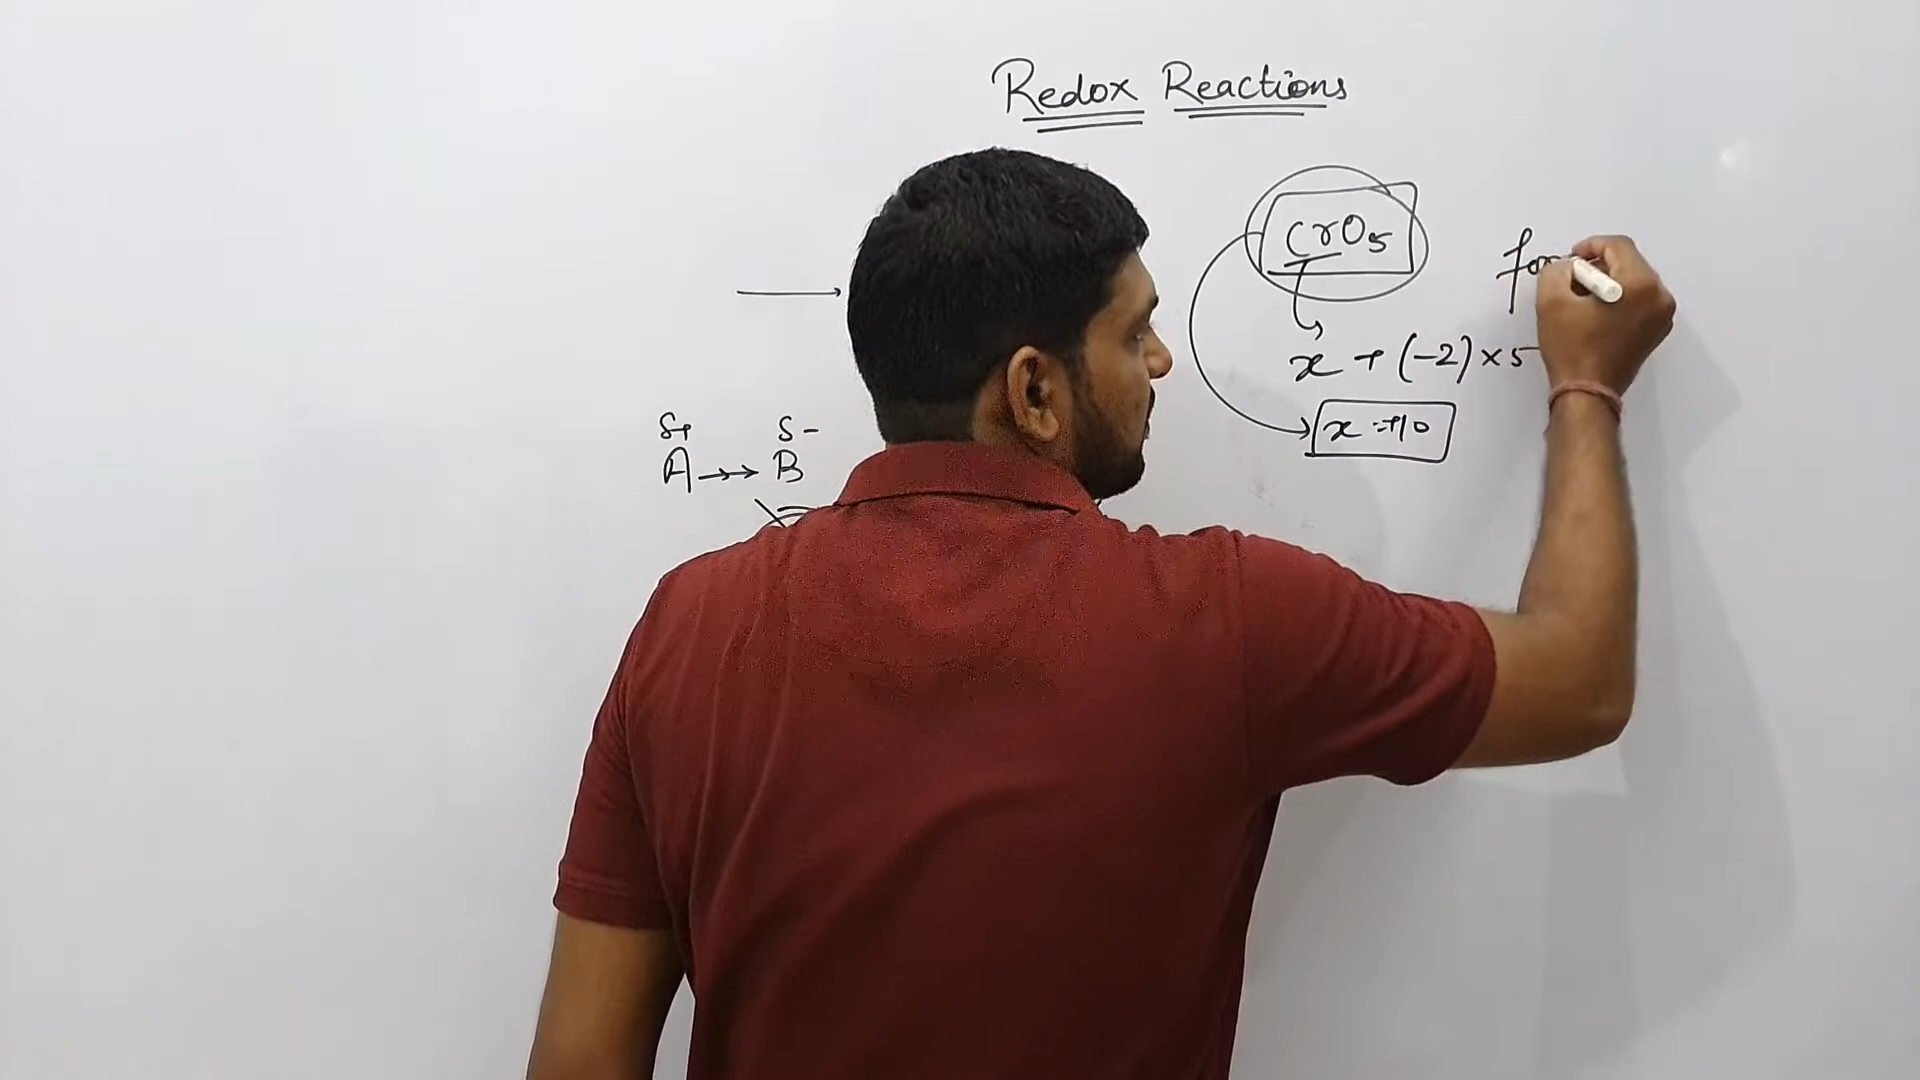 Redox Reactions
CrO5
x + (-2) × 5
x = +10
δ+ δ-
A →→ B